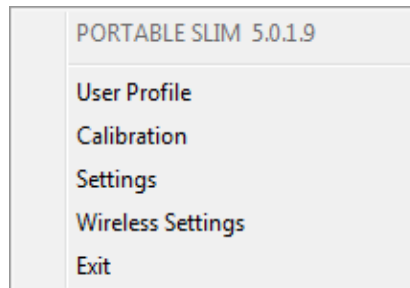 PORTABLE SLIM 5.0.1.9
User Profile
Calibration
Settings
Wireless Settings
Exit